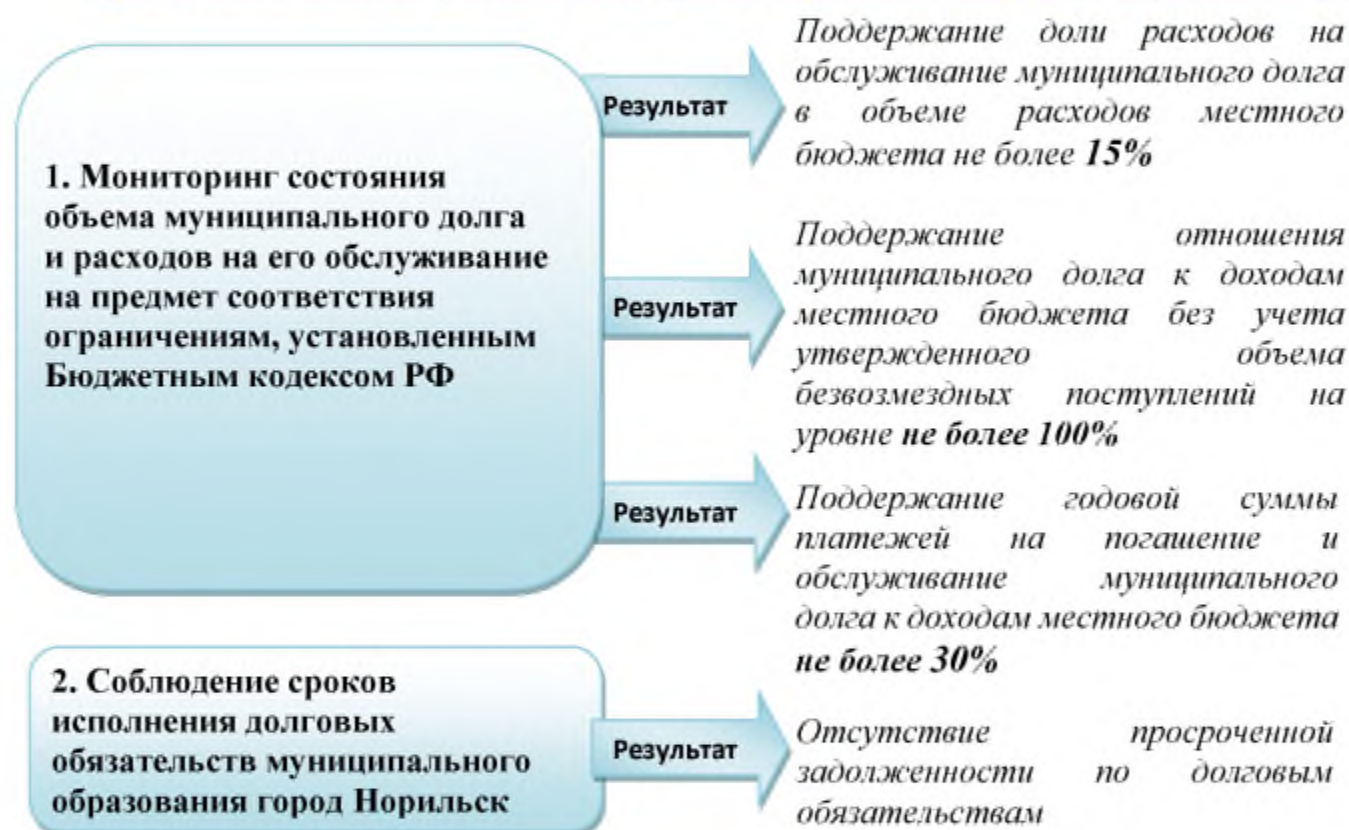 Поддержание доли расходов на
обслуживание муниципального долга
в объеме расходов местного
бюджета не более 15%
Результат
1. Мониторинг состояния
объема муниципального долга
и расходов на его обслуживание
на предмет соответствия
ограничениям, установленным
Бюджетным кодексом РФ
Результат
Поддержание отношения
муниципального долга к доходам
местного бюджета без учета
утвержденного объема
безвозмездных поступлений на
уровне не более 100%
Результат
Поддержание годовой суммы
платежей на погашение и
обслуживание муниципального
долга к доходам местного бюджета
не более 30%
2. Соблюдение сроков
исполнения долговых
обязательств муниципального
образования город Норильск
Результат
Отсутствие просроченной
задолженности по долговым
обязательствам